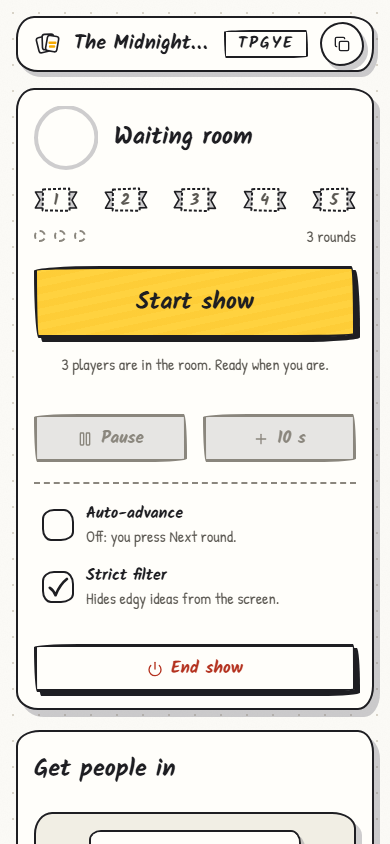 The Midnight... TPGYE
Waiting room
1 2 3 4 5
3 rounds
Start show
3 players are in the room. Ready when you are.
Pause + 10 s
Auto-advance
Off: you press Next round.
Strict filter
Hides edgy ideas from the screen.
End show
Get people in